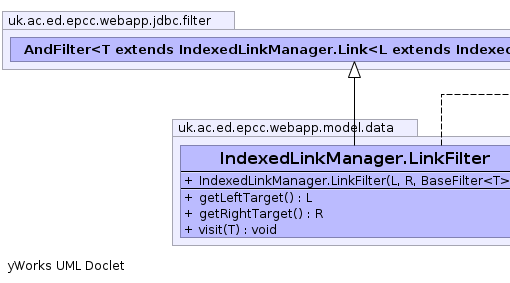 uk.ac.ed.epcc.webapp.jdbc.filter
AndFilter<T extends IndexedLinkManager.Link<L extends Indexed
uk.ac.ed.epcc.webapp.model.data
IndexedLinkManager.LinkFilter
+ IndexedLinkManager.LinkFilter(L, R, BaseFilter<T>
+ getLeftTarget() : L
+ getRightTarget() : R
+ visit(T) : void
yWorks UML Doclet